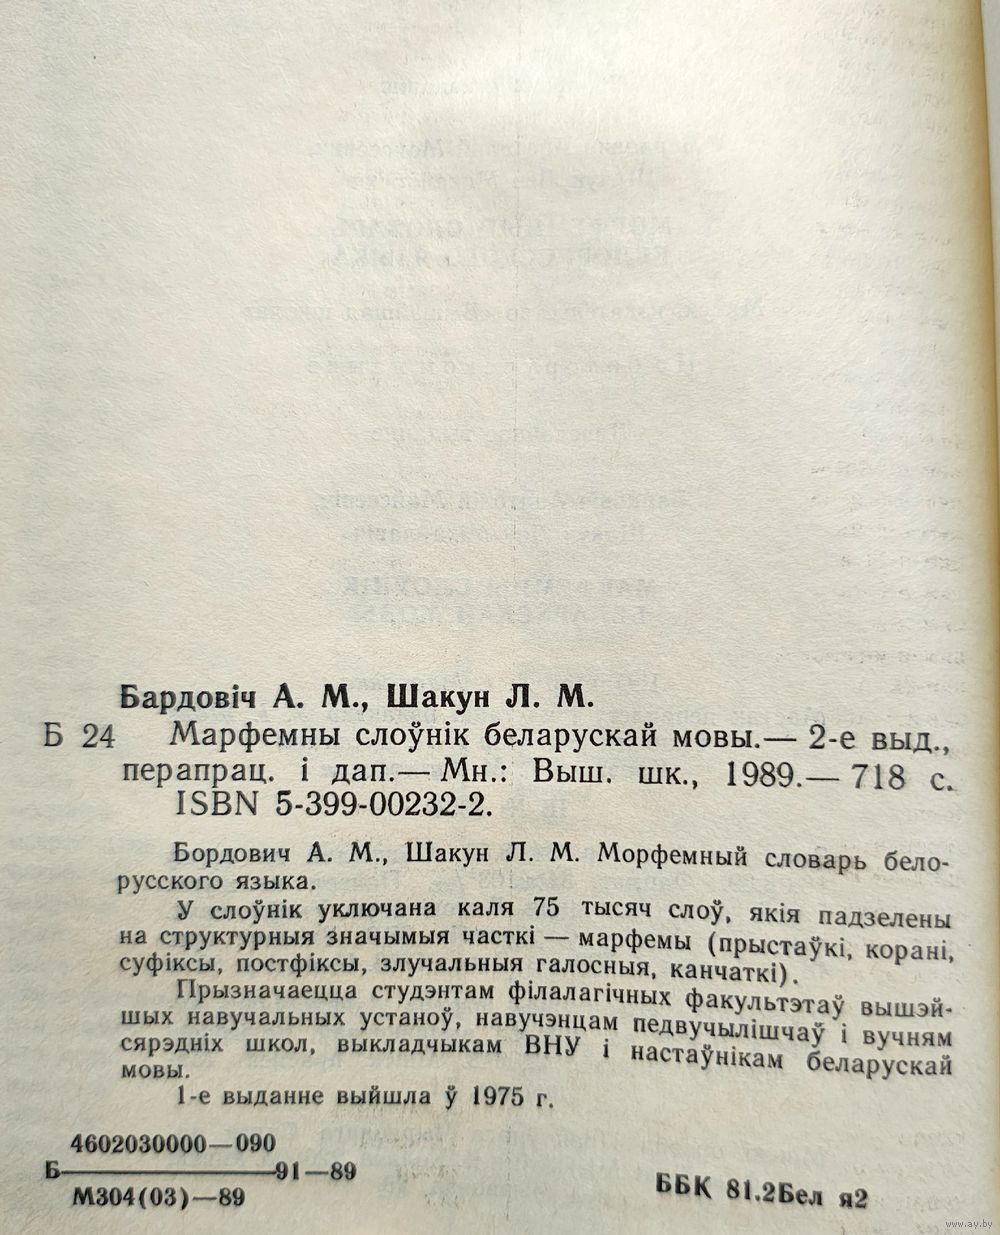 Бардовіч А. М., Шакун Л. М.
Б 24 Марфемны слоўнік беларускай мовы.— 2-е выд.,
перапрац. і дап.— Мн.: Выш. шк., 1989.— 718 с.
ISBN 5-399-00232-2.
Бордович А. М., Шакун Л. М. Морфемный словарь бело-
русского языка.
У слоўнік уключана каля 75 тысяч слоў, якія падзелены
на структурныя значымыя часткі — марфемы (прыстаўкі, корані,
суфіксы, постфіксы, злучальныя галосныя, канчаткі).
Прызначаецца студэнтам філалагічных факультэтаў вышэй-
шых навучальных устаноў, навучэнцам педвучылішчаў і вучням
сярэдніх школ, выкладчыкам ВНУ і настаўнікам беларускай
мовы.
1-е выданне выйшла ў 1975 г.
4602030000—090
Б————91—89
М304(03)—89
ББК 81.2Бел я2
www.ay.by